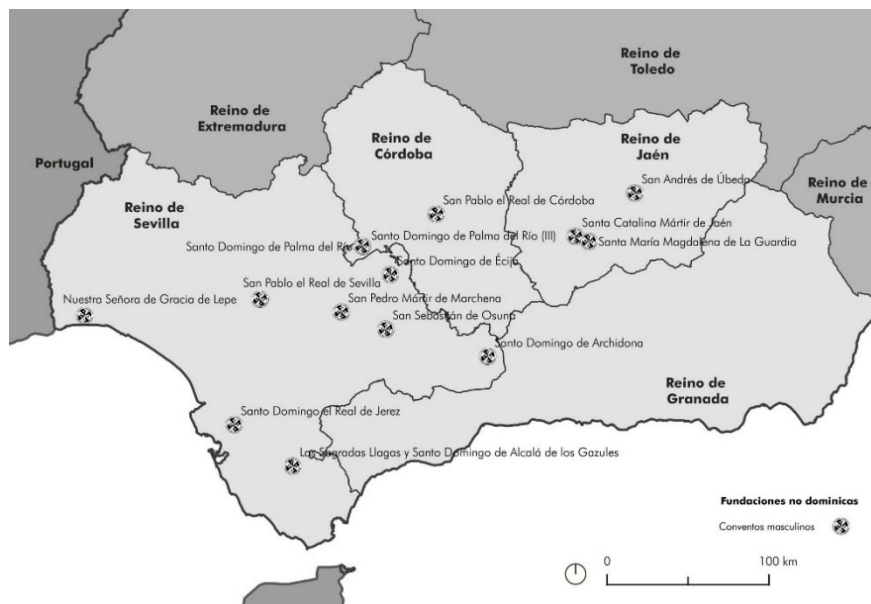 Reino de
Toledo
Reino de
Extremadura
Reino de
Córdoba
Reino de
Jaén
Portugal
Reino de
Murcia
San Andrés de Úbeda
San Pablo el Real de Córdoba
Reino de
Sevilla
Santa Catalina Mártir de Jaén
Santo Domingo de Palma del Río (III)
Santa María Magdalena de La Guardia
Santo Domingo de Palma del Río
Santo Domingo de Écija
San Pablo el Real de Sevilla
Nuestra Señora de Gracia de Lepe
San Pedro Mártir de Marchena
San Sebastián de Osuna
Santo Domingo de Archidona
Reino de
Granada
Santo Domingo el Real de Jerez
Las Sagradas Llagas y Santo Domingo de Alcalá de los Gazules
Fundaciones no dominicas
Conventos masculinos
0
100 km